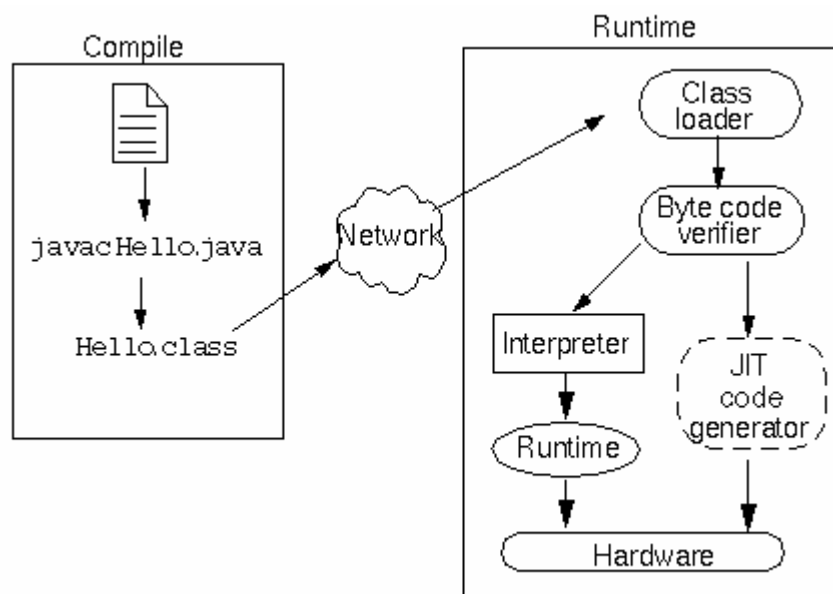 Compile
javacHello.java
Hello.class
Network
Runtime
Class
loader
Byte code
verifier
Interpreter
Runtime
JIT
code
generator
Hardware